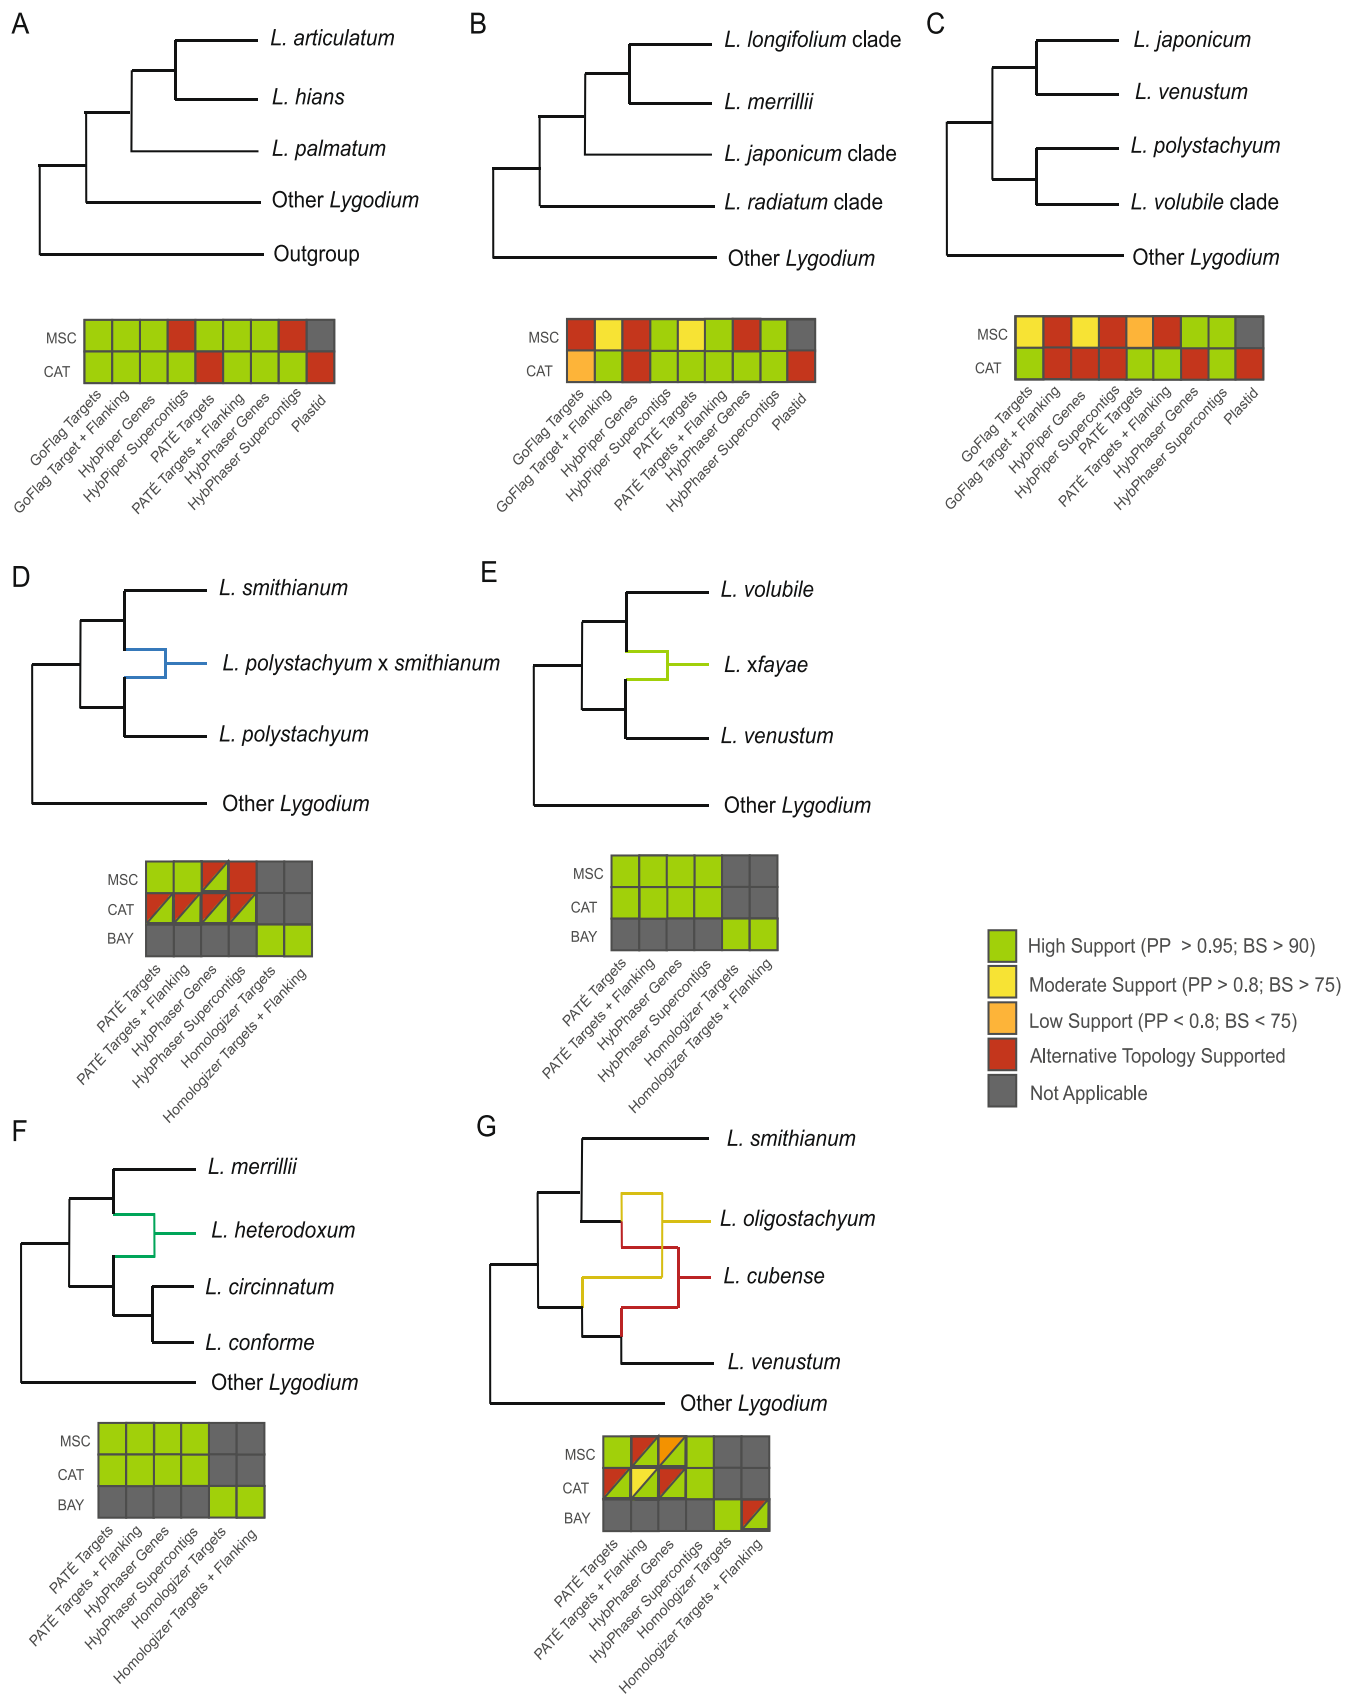 A
L. articulatum
L. hians
L. palmatum
Other Lygodium
Outgroup
MSC
CAT
GoFlag Targets
GoFlag Target + Flanking
HybPiper Genes
HybPiper Supercontigs
PATÉ Targets
PATÉ Targets + Flanking
HybPhaser Genes
HybPhaser Supercontigs
Plastid
B
L. longifolium clade
L. merrillii
L. japonicum clade
L. radiatum clade
Other Lygodium
MSC
CAT
GoFlag Targets
GoFlag Target + Flanking
HybPiper Genes
HybPiper Supercontigs
PATÉ Targets
PATÉ Targets + Flanking
HybPhaser Genes
HybPhaser Supercontigs
Plastid
C
L. japonicum
L. venustum
L. polystachyum
L. volubile clade
Other Lygodium
MSC
CAT
GoFlag Targets
GoFlag Target + Flanking
HybPiper Genes
HybPiper Supercontigs
PATÉ Targets
PATÉ Targets + Flanking
HybPhaser Genes
HybPhaser Supercontigs
Plastid
D
L. smithianum
L. polystachyum x smithianum
L. polystachyum
Other Lygodium
MSC
CAT
BAY
PATÉ Targets
PATÉ Targets + Flanking
HybPhaser Genes
HybPhaser Supercontigs
Homologizer Targets
Homologizer Targets + Flanking
E
L. volubile
L. xfayae
L. venustum
Other Lygodium
MSC
CAT
BAY
PATÉ Targets
PATÉ Targets + Flanking
HybPhaser Genes
HybPhaser Supercontigs
Homologizer Targets
Homologizer Targets + Flanking
High Support (PP > 0.95; BS > 90)
Moderate Support (PP > 0.8; BS > 75)
Low Support (PP < 0.8; BS < 75)
Alternative Topology Supported
Not Applicable
F
L. merrillii
L. heterodoxum
L. circinnatum
L. conforme
Other Lygodium
MSC
CAT
BAY
PATÉ Targets
PATÉ Targets + Flanking
HybPhaser Genes
HybPhaser Supercontigs
Homologizer Targets
Homologizer Targets + Flanking
G
L. smithianum
L. oligostachyum
L. cubense
L. venustum
Other Lygodium
MSC
CAT
BAY
PATÉ Targets
PATÉ Targets + Flanking
HybPhaser Genes
HybPhaser Supercontigs
Homologizer Targets
Homologizer Targets + Flanking